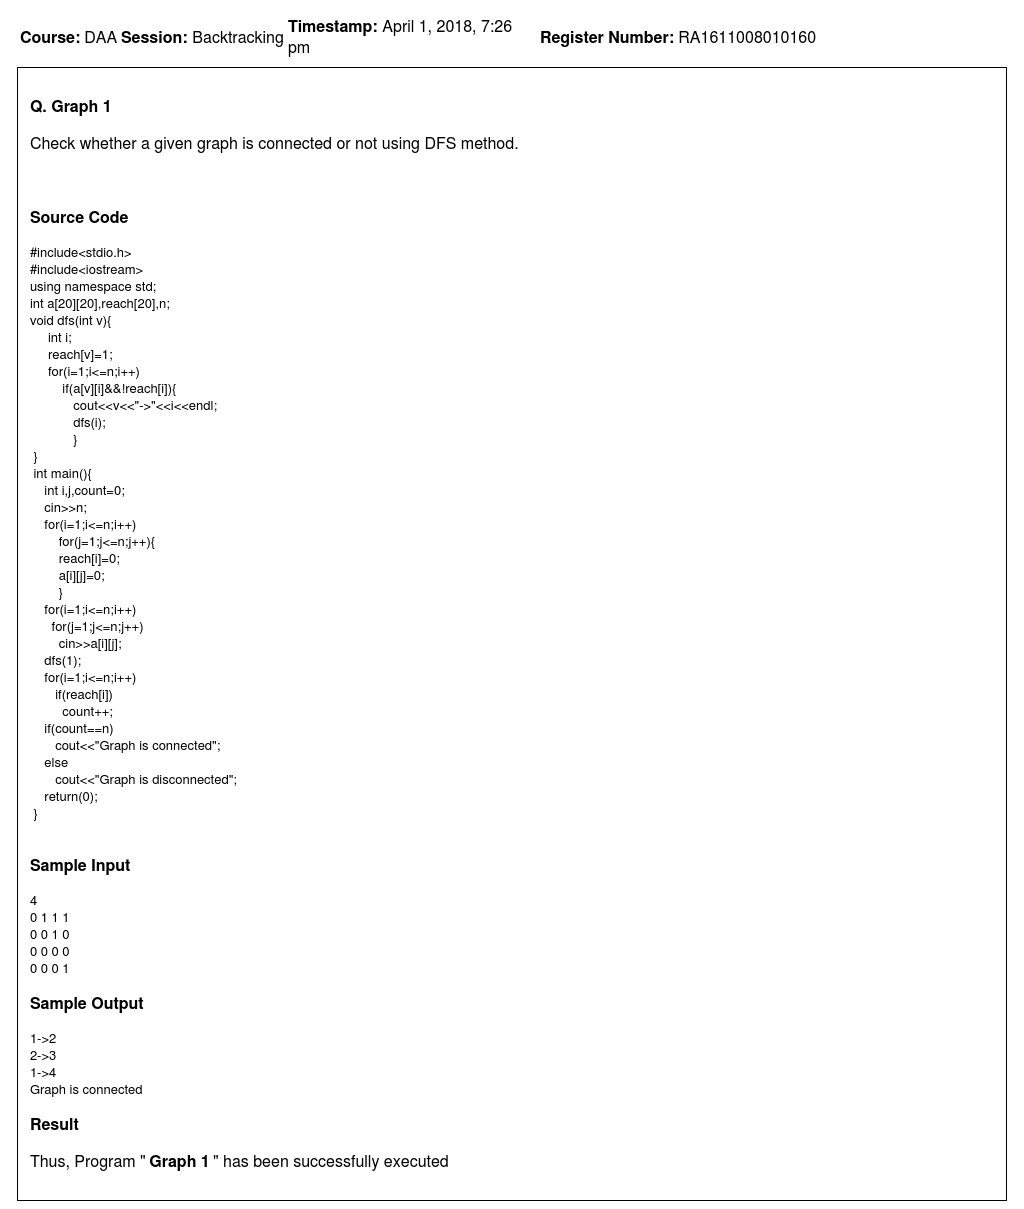 Course: DAA Session: Backtracking Timestamp: April 1, 2018, 7:26 pm Register Number: RA1611008010160
Q. Graph 1
Check whether a given graph is connected or not using DFS method.
Source Code
#include<stdio.h>
#include<iostream>
using namespace std;
int a[20][20],reach[20],n;
void dfs(int v){
int i;
reach[v]=1;
for(i=1;i<=n;i++)
if(a[v][i]&&!reach[i]){
cout<<v<<"->"<<i<<endl;
dfs(i);
}
}
int main(){
int i,j,count=0;
cin>>n;
for(i=1;i<=n;i++)
for(j=1;j<=n;j++){
reach[i]=0;
a[i][j]=0;
}
for(i=1;i<=n;i++)
for(j=1;j<=n;j++)
cin>>a[i][j];
dfs(1);
for(i=1;i<=n;i++)
if(reach[i])
count++;
if(count==n)
cout<<"Graph is connected";
else
cout<<"Graph is disconnected";
return(0);
}
Sample Input
4
0 1 1 1
0 0 1 0
0 0 0 0
0 0 0 1
Sample Output
1->2
2->3
1->4
Graph is connected
Result
Thus, Program " Graph 1 " has been successfully executed